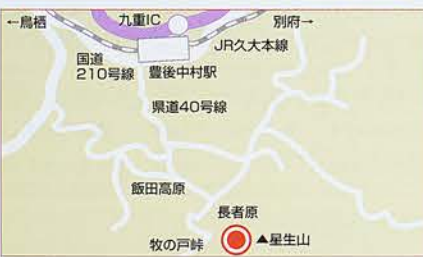 ←鳥栖
九重IC
別府→
JR久大本線
国道
210号線
豊後中村駅
県道40号線
飯田高原
長者原
牧の戸峠
▲星生山